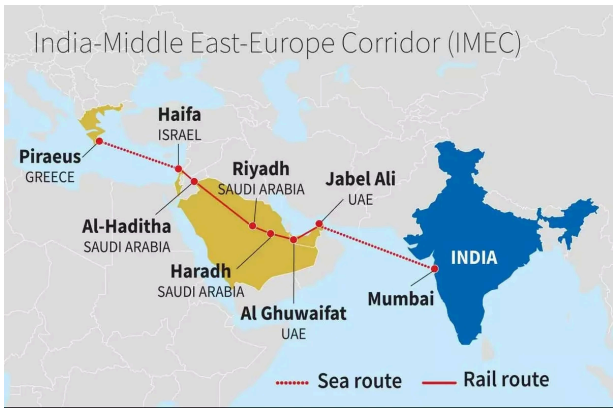 India-Middle East-Europe Corridor (IMEC)
Haifa
ISRAEL
Piraeus
GREECE
Riyadh
SAUDI ARABIA
Jabel Ali
UAE
Al-Haditha
SAUDI ARABIA
Haradh
SAUDI ARABIA
Al Ghuwaifat
UAE
INDIA
Mumbai
Sea route
Rail route